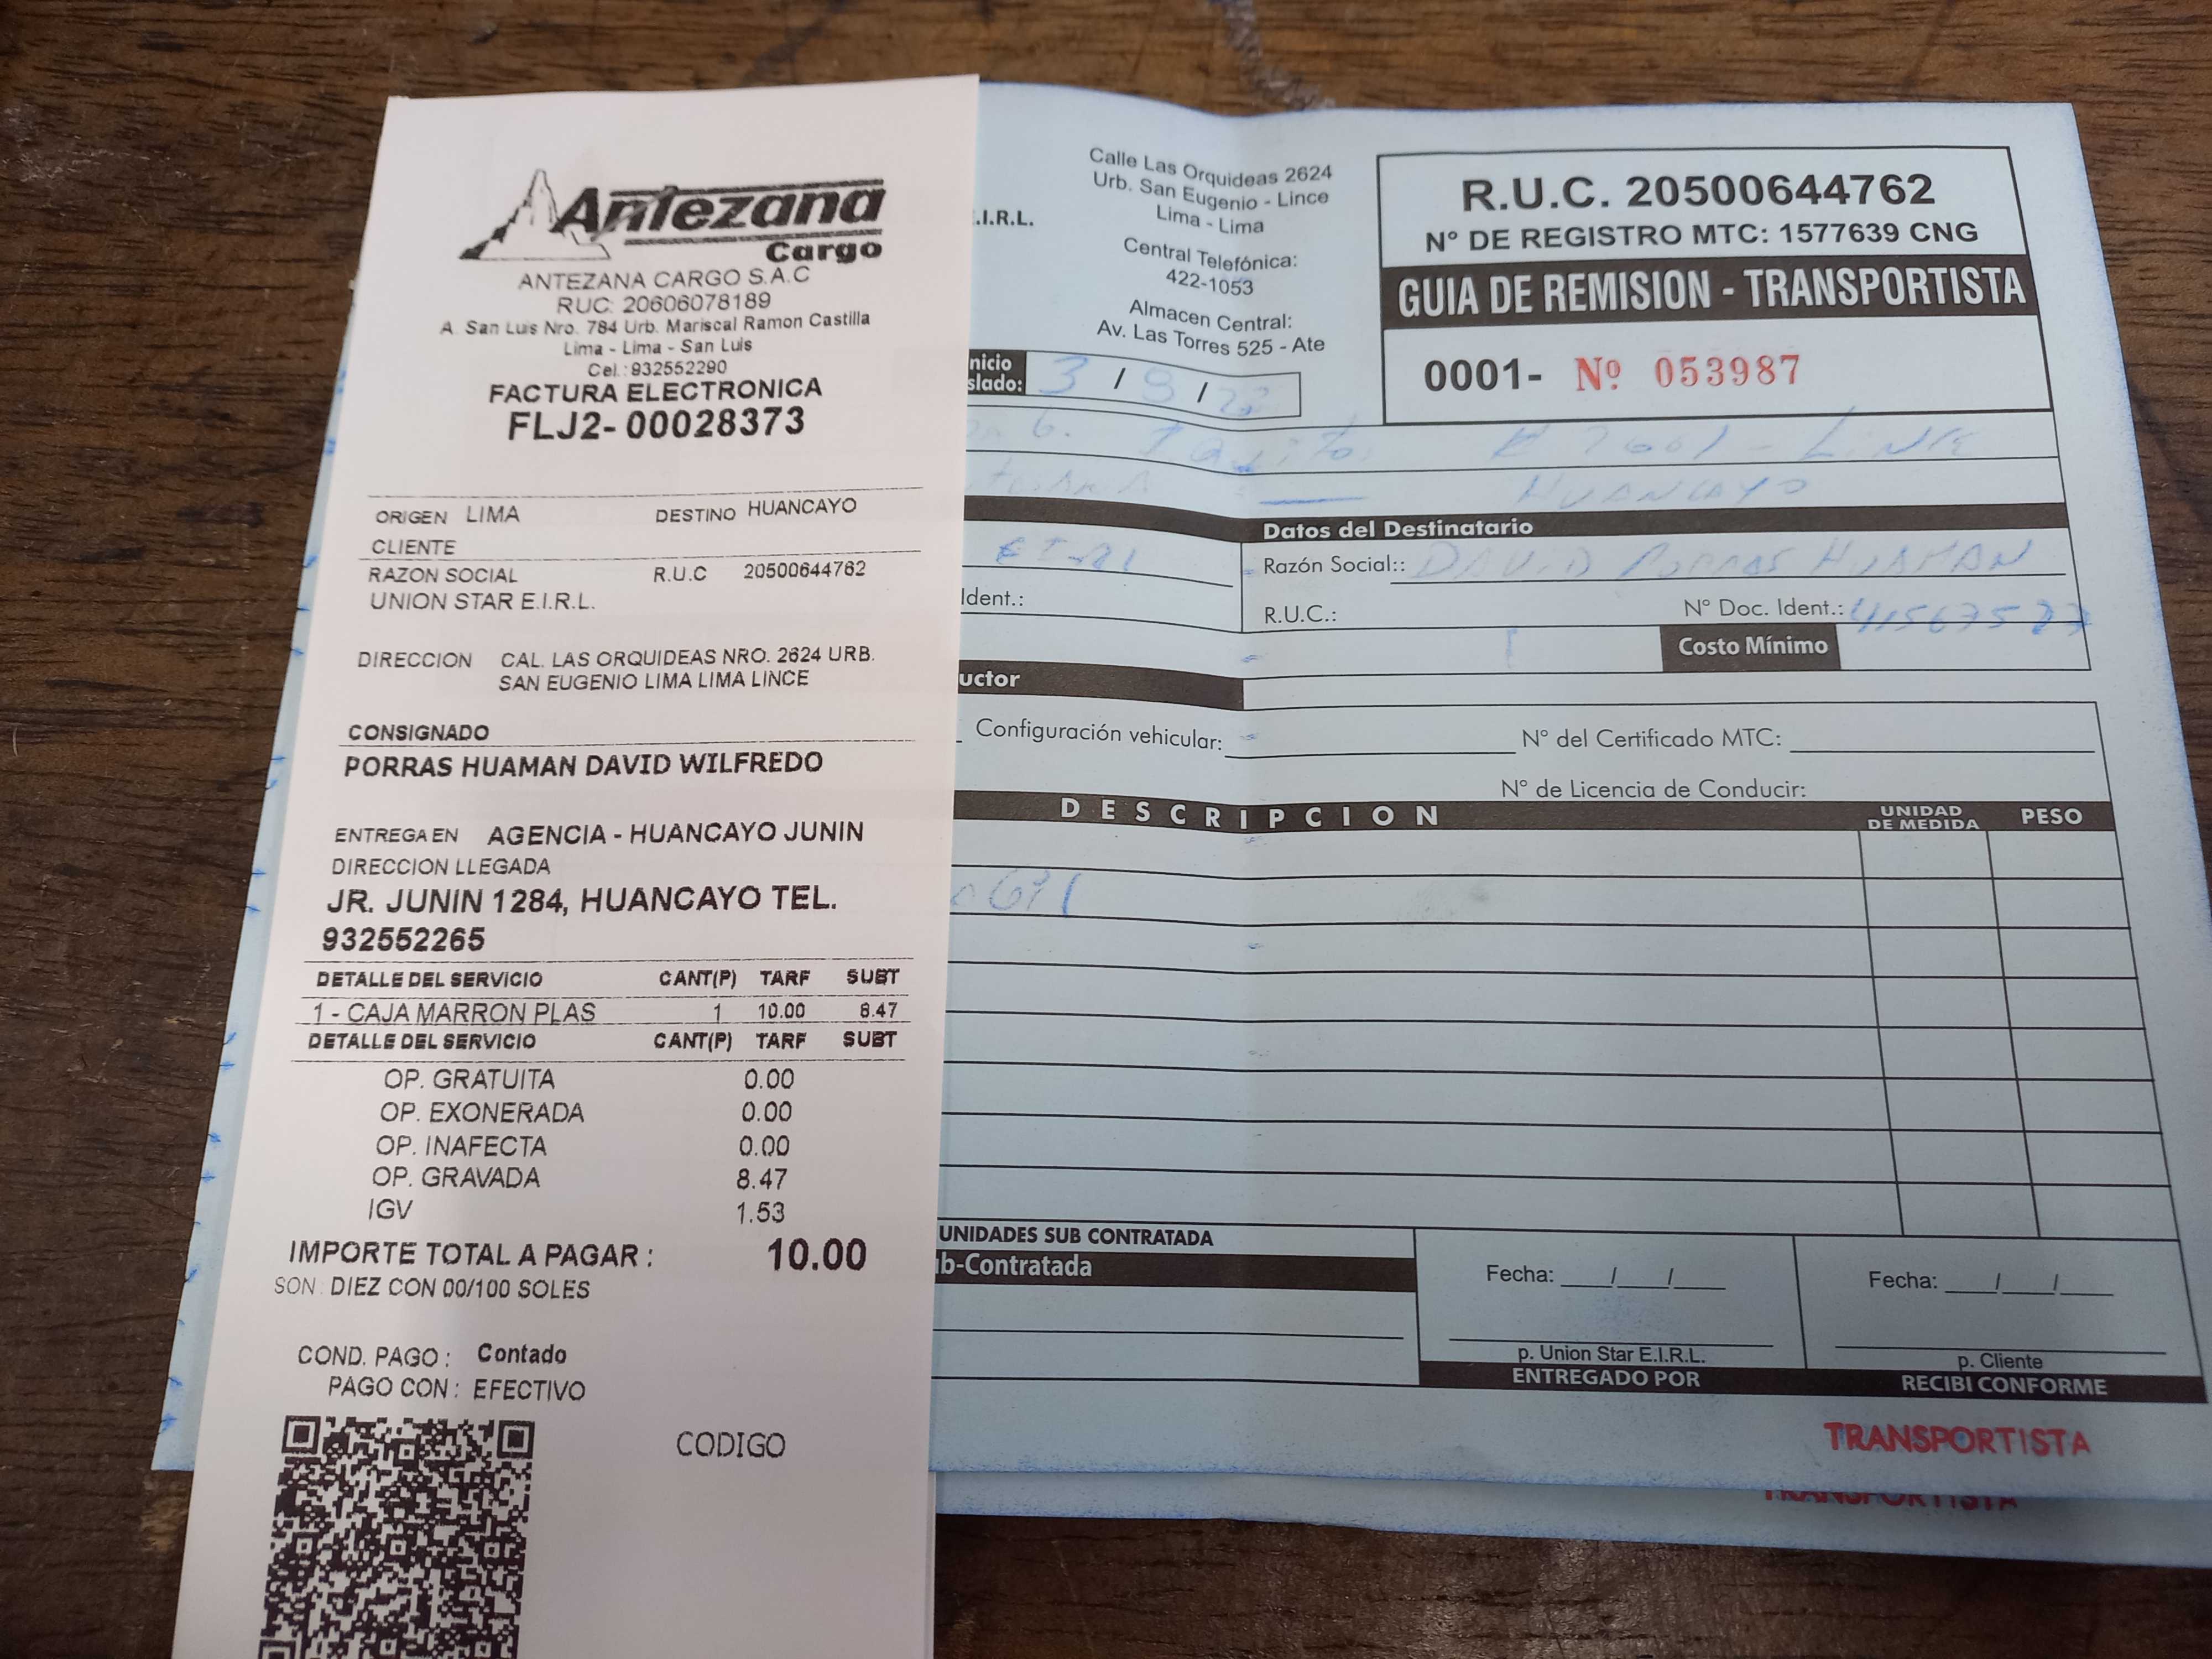 Antezana
Cargo
ANTEZANA CARGO S.A.C
RUC: 20606078189
A. San Luis Nro. 784 Urb. Mariscal Ramon Castilla
Lima - Lima - San Luis
Cel.:932552290
FACTURA ELECTRONICA
FLJ2- 00028373
ORIGEN LIMA DESTINO HUANCAYO
CLIENTE
RAZON SOCIAL R.U.C 20500644762
UNION STAR E.I.R.L.
DIRECCION CAL. LAS ORQUIDEAS NRO. 2624 URB.
SAN EUGENIO LIMA LIMA LINCE
CONSIGNADO
PORRAS HUAMAN DAVID WILFREDO
ENTREGA EN AGENCIA - HUANCAYO JUNIN
DIRECCION LLEGADA
JR. JUNIN 1284, HUANCAYO TEL.
932552265
DETALLE DEL SERVICIO CANT(P) TARF SUBT
1 - CAJA MARRON PLAS 1 10.00 8.47
DETALLE DEL SERVICIO CANT(P) TARF SUBT
OP. GRATUITA 0.00
OP. EXONERADA 0.00
OP. INAFECTA 0.00
OP. GRAVADA 8.47
IGV 1.53
IMPORTE TOTAL A PAGAR : 10.00
SON : DIEZ CON 00/100 SOLES
COND. PAGO : Contado
PAGO CON : EFECTIVO
CODIGO
.I.R.L.
Calle Las Orquideas 2624
Urb. San Eugenio - Lince
Lima - Lima
Central Telefónica:
422-1053
Almacen Central:
Av. Las Torres 525 - Ate
R.U.C. 20500644762
N° DE REGISTRO MTC: 1577639 CNG
GUIA DE REMISION - TRANSPORTISTA
0001- Nº 053987
nicio
slado: 3 / 9 / 22
HUANCAYO
Datos del Destinatario
Razón Social:: DAVID PORRAS HUAMAN
Ident.:
R.U.C.: N° Doc. Ident.:
Costo Mínimo
uctor
Configuración vehicular: N° del Certificado MTC:
N° de Licencia de Conducir:
DESCRIPCION UNIDAD DE MEDIDA PESO
UNIDADES SUB CONTRATADA
b-Contratada
Fecha: / / Fecha: / /
p. Union Star E.I.R.L. p. Cliente
ENTREGADO POR RECIBI CONFORME
TRANSPORTISTA
TRANSPORTISTA